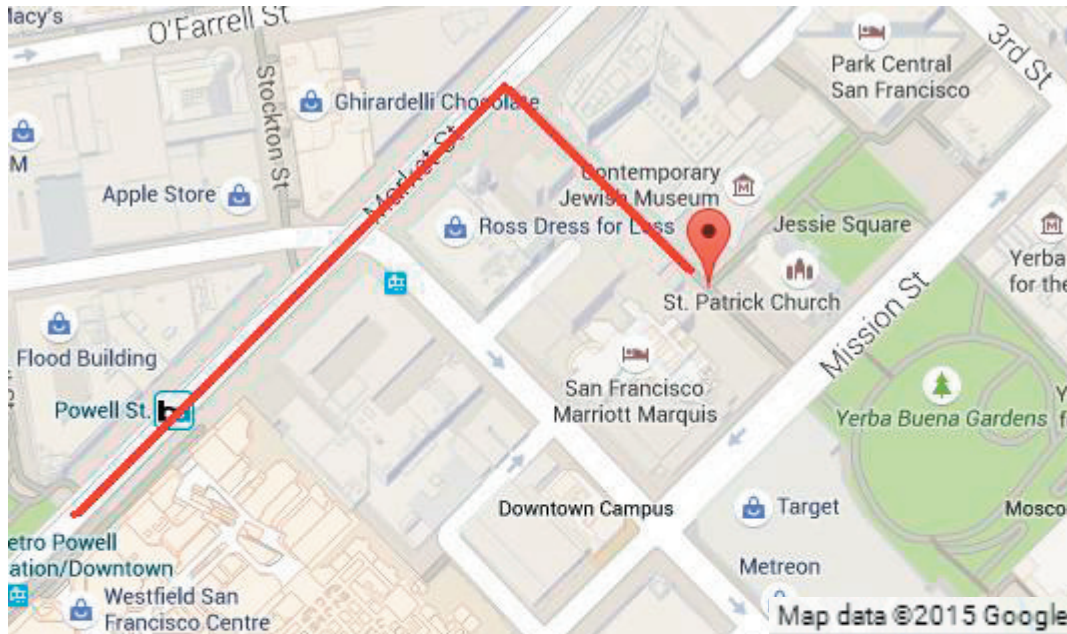 lacy's
O'Farrell St
3rd St
Park Central
San Francisco
Stockton St
Ghirardelli Chocolate
M
Market St
Contemporary
Jewish Museum
Apple Store
Ross Dress for Less
Jessie Square
Yerba
for the
St. Patrick Church
Mission St
Flood Building
San Francisco
Marriott Marquis
Powell St.
Yerba Buena Gardens
Y
f
Downtown Campus
Target
Mosco
etro Powell
ation/Downtown
Metreon
Westfield San
Francisco Centre
Map data ©2015 Google